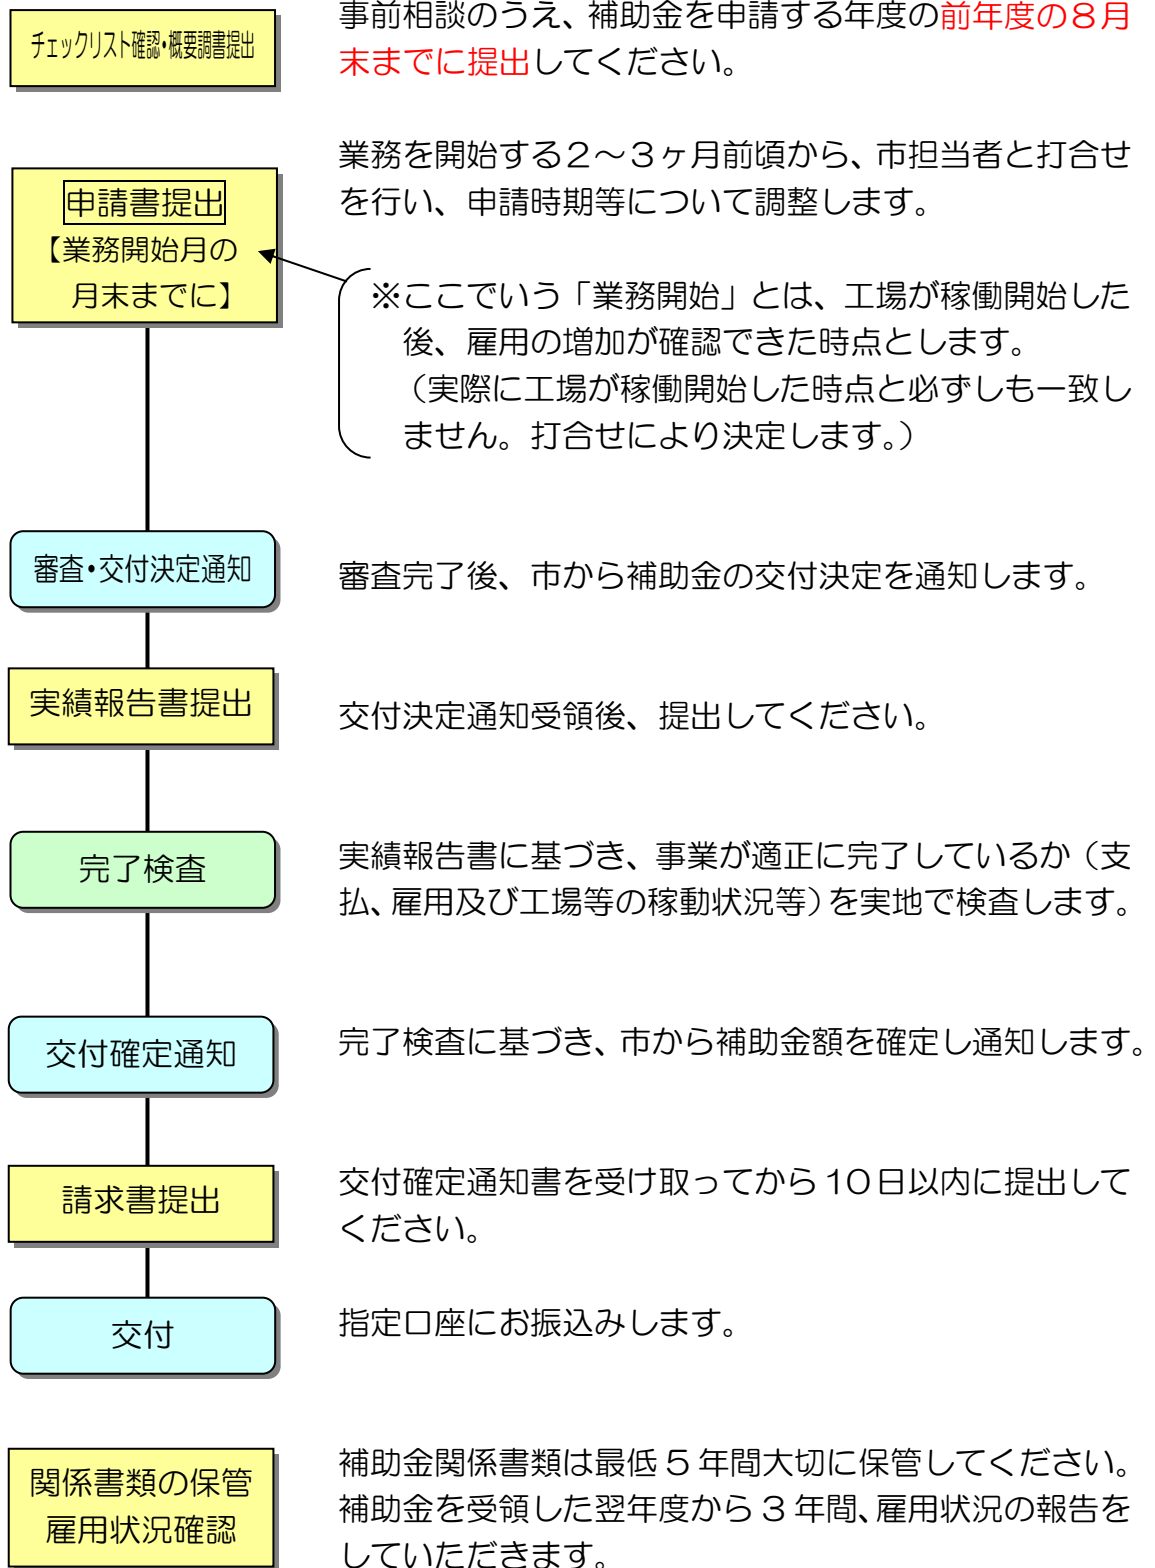 事前相談のうえ、補助金を申請する年度の前年度の8月
チェックリスト確認・概要調書提出
末までに提出してください。
業務を開始する2～3ヶ月前頃から、市担当者と打合せ
を行い、申請時期等について調整します。
申請書提出
【業務開始月の
月末までに】
※ここでいう「業務開始」とは、工場が稼働開始した
後、雇用の増加が確認できた時点とします。
（実際に工場が稼働開始した時点と必ずしも一致し
ません。打合せにより決定します。）
審査・交付決定通知
審査完了後、市から補助金の交付決定を通知します。
実績報告書提出
交付決定通知受領後、提出してください。
完了検査
実績報告書に基づき、事業が適正に完了しているか（支
払、雇用及び工場等の稼動状況等）を実地で検査します。
交付確定通知
完了検査に基づき、市から補助金額を確定し通知します。
請求書提出
交付確定通知書を受け取ってから10日以内に提出して
ください。
交付
指定口座にお振込みします。
関係書類の保管
雇用状況確認
補助金関係書類は最低5年間大切に保管してください。
補助金を受領した翌年度から3年間、雇用状況の報告を
していただきます。